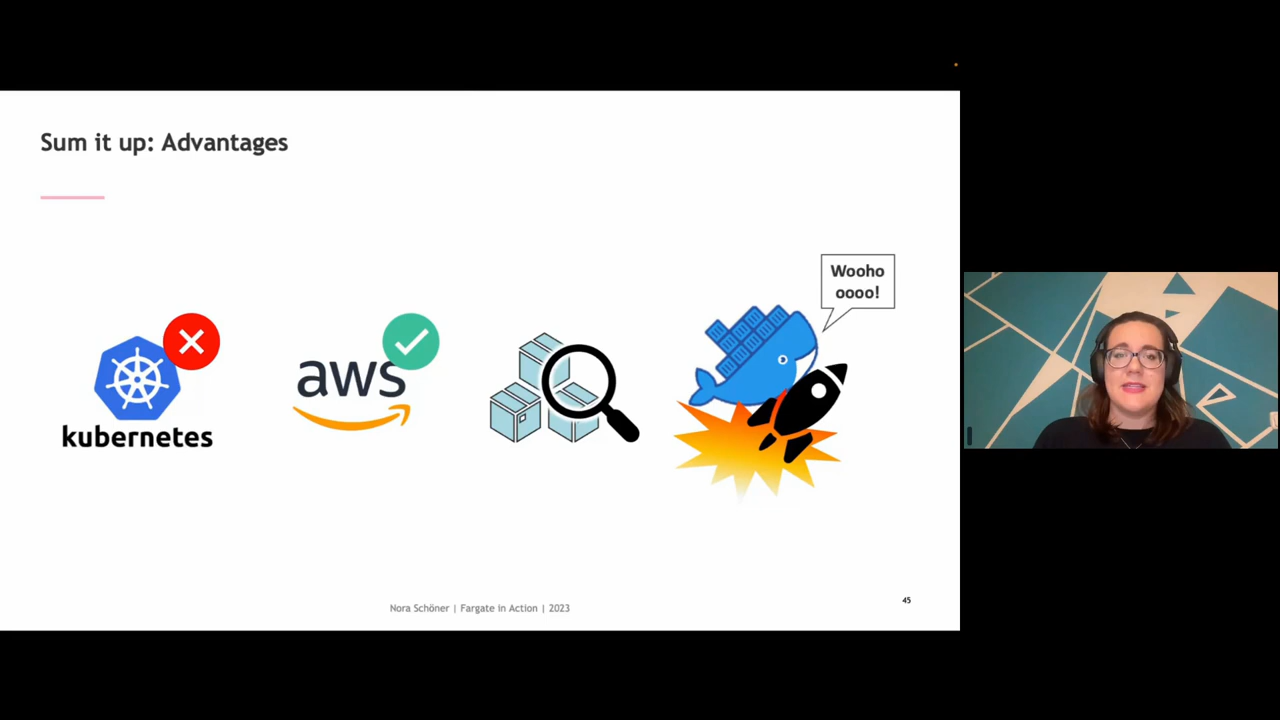 Sum it up: Advantages
Wooho
oooo!
kubernetes
aws
Nora Schöner | Fargate in Action | 2023
45